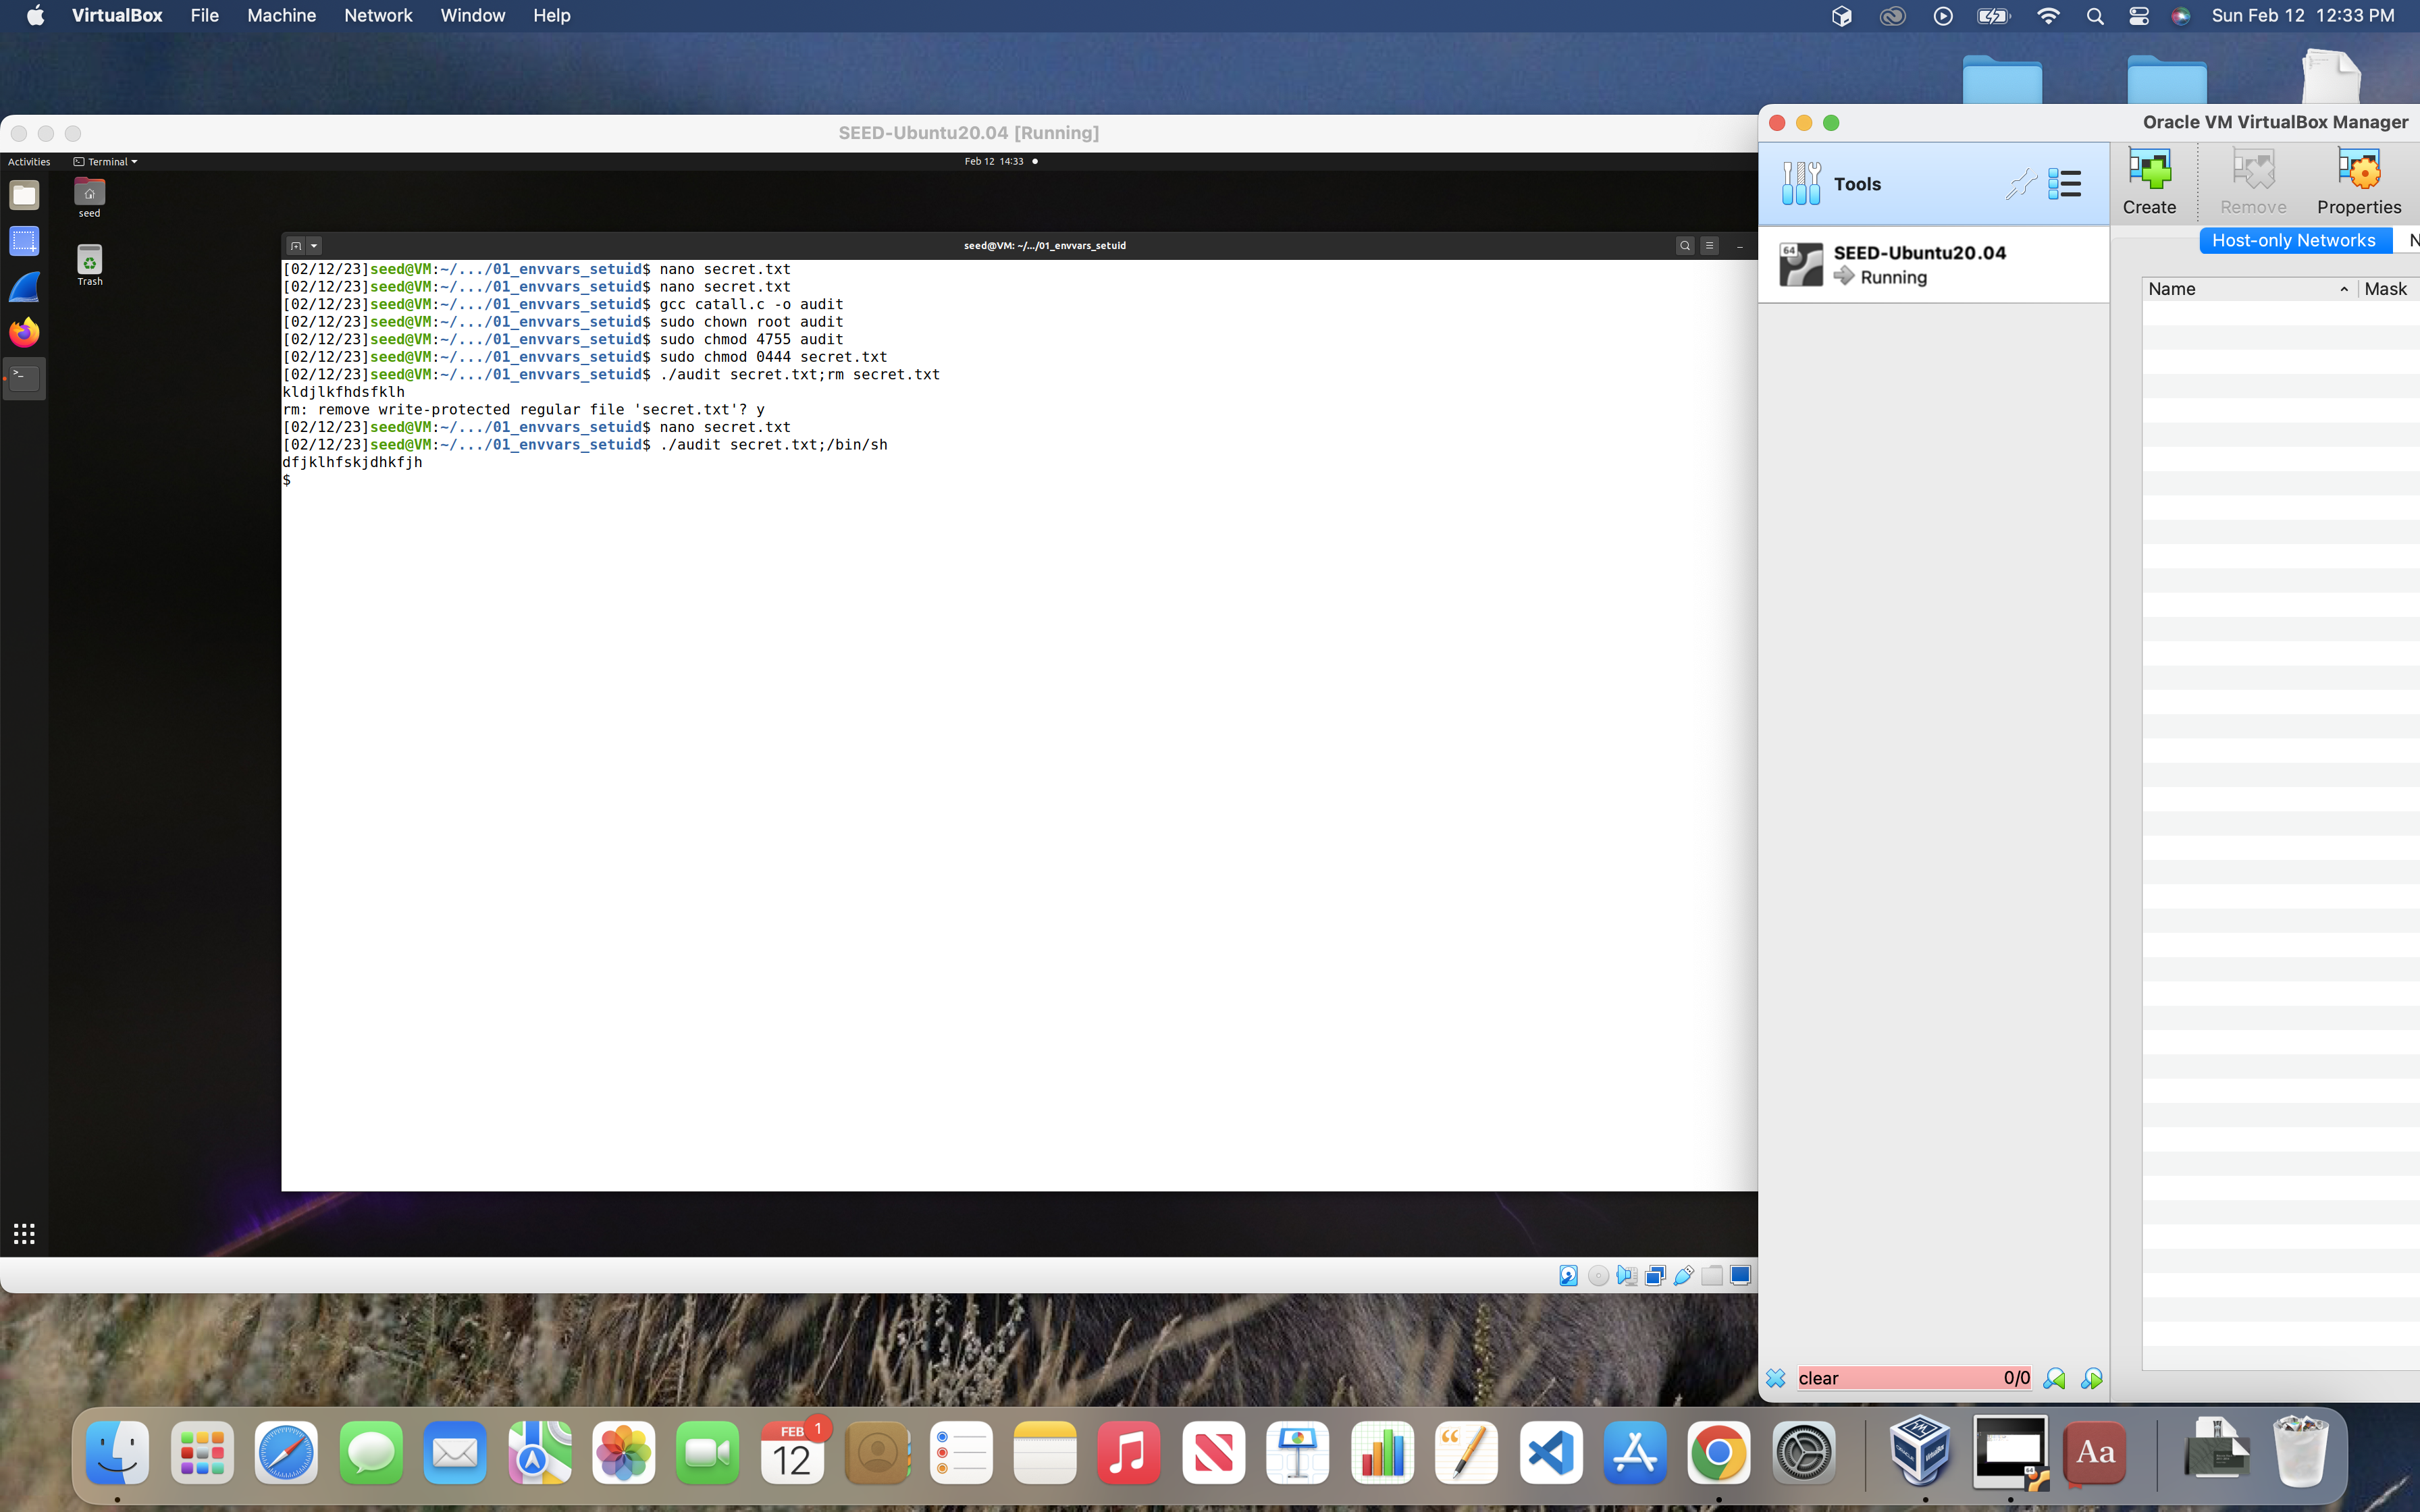 VirtualBox File Machine Network Window Help
Sun Feb 12 12:33 PM
SEED-Ubuntu20.04 [Running]
Activities Terminal Feb 12 14:33
seed
Trash
seed@VM: ~/.../01_envvars_setuid
[02/12/23]seed@VM:~/.../01_envvars_setuid$ nano secret.txt
[02/12/23]seed@VM:~/.../01_envvars_setuid$ nano secret.txt
[02/12/23]seed@VM:~/.../01_envvars_setuid$ gcc catall.c -o audit
[02/12/23]seed@VM:~/.../01_envvars_setuid$ sudo chown root audit
[02/12/23]seed@VM:~/.../01_envvars_setuid$ sudo chmod 4755 audit
[02/12/23]seed@VM:~/.../01_envvars_setuid$ sudo chmod 0444 secret.txt
[02/12/23]seed@VM:~/.../01_envvars_setuid$ ./audit secret.txt;rm secret.txt
kldjlkfhdsfklh
rm: remove write-protected regular file 'secret.txt'? y
[02/12/23]seed@VM:~/.../01_envvars_setuid$ nano secret.txt
[02/12/23]seed@VM:~/.../01_envvars_setuid$ ./audit secret.txt;/bin/sh
dfjklhfskjdhkfjh
$
Oracle VM VirtualBox Manager
Tools
Create Remove Properties
64 SEED-Ubuntu20.04
Running
Host-only Networks N
Name Mask
clear 0/0
FEB 1
12
Aa